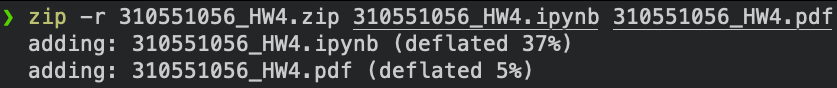 ❯ zip -r 310551056_HW4.zip 310551056_HW4.ipynb 310551056_HW4.pdf
adding: 310551056_HW4.ipynb (deflated 37%)
adding: 310551056_HW4.pdf (deflated 5%)